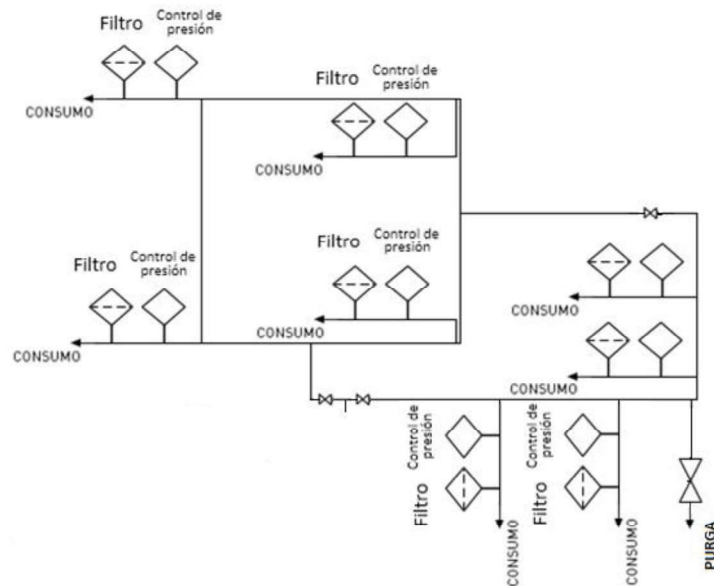 Filtro
Control de
presión
CONSUMO
Filtro
Control de
presión
CONSUMO
Filtro
Control de
presión
CONSUMO
Filtro
Control de
presión
CONSUMO
CONSUMO
CONSUMO
Control de
presión
Filtro
CONSUMO
Control de
presión
Filtro
CONSUMO
PURGA